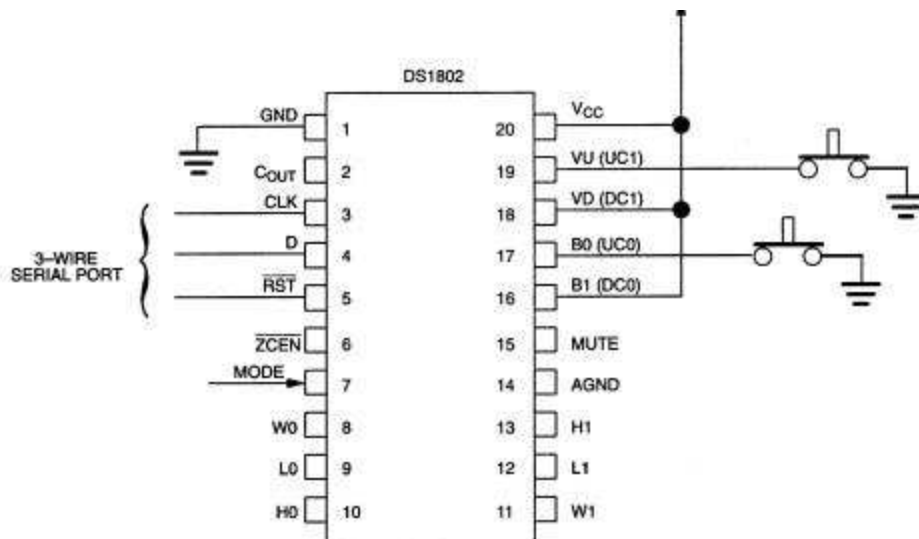 DS1802
GND 1
C_OUT 2
CLK 3
D 4
RST 5
ZCEN 6
MODE 7
W0 8
L0 9
H0 10
3–WIRE
SERIAL PORT
20 V_CC
19 VU (UC1)
18 VD (DC1)
17 B0 (UC0)
16 B1 (DC0)
15 MUTE
14 AGND
13 H1
12 L1
11 W1